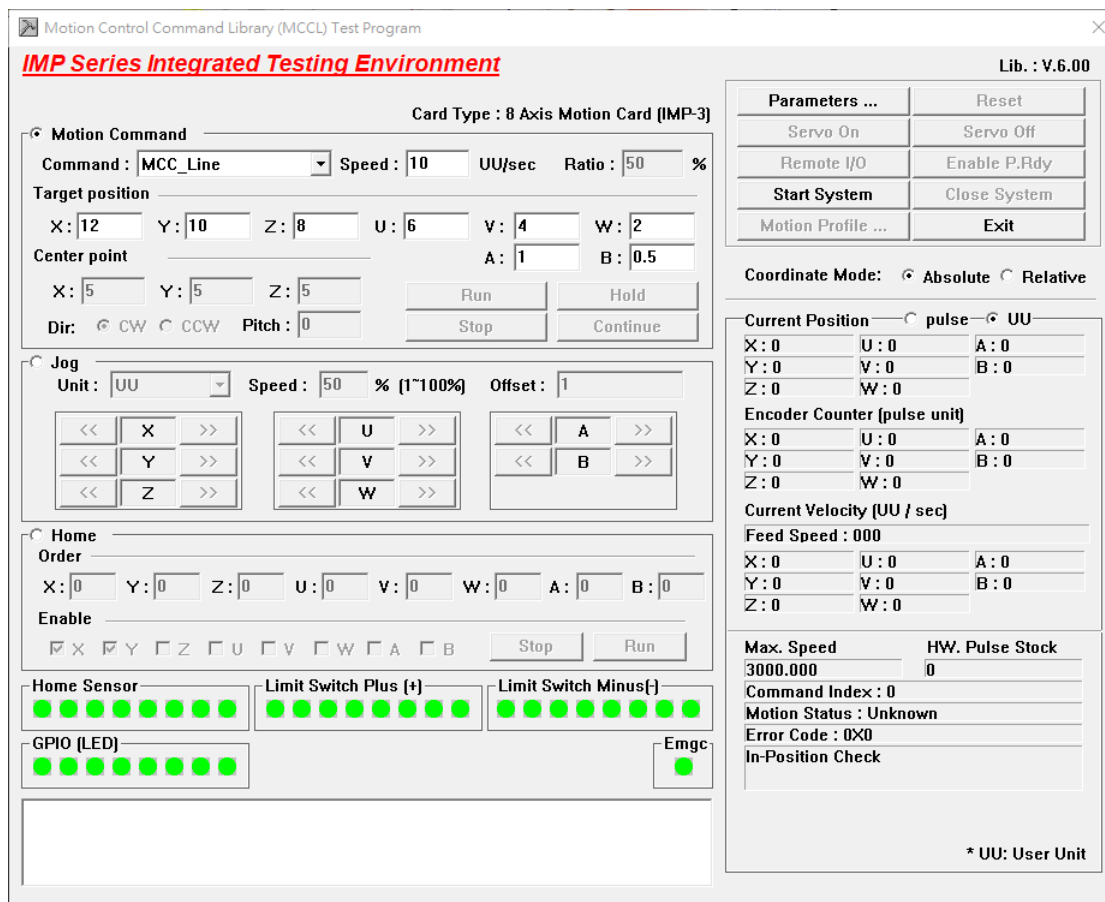 Motion Control Command Library (MCCL) Test Program
IMP Series Integrated Testing Environment
Lib. : V.6.00
Card Type : 8 Axis Motion Card (IMP-3)
Motion Command
Command : MCC_Line Speed : 10 UU/sec Ratio : 50 %
Target position
X: 12 Y: 10 Z: 8 U: 6 V: 4 W: 2
A: 1 B: 0.5
Center point
X: 5 Y: 5 Z: 5
Run Hold
Dir: CW CCW Pitch : 0
Stop Continue
Jog
Unit : UU Speed : 50 % (1~100%) Offset : 1
<< X >> << U >> << A >>
<< Y >> << V >> << B >>
<< Z >> << W >>
Home
Order
X: 0 Y: 0 Z: 0 U: 0 V: 0 W: 0 A: 0 B: 0
Enable
X Y Z U V W A B Stop Run
Home Sensor Limit Switch Plus (+) Limit Switch Minus(-)
GPIO (LED) Emgc
Parameters ... Reset
Servo On Servo Off
Remote I/O Enable P.Rdy
Start System Close System
Motion Profile ... Exit
Coordinate Mode: Absolute Relative
Current Position pulse UU
X : 0 U : 0 A : 0
Y : 0 V : 0 B : 0
Z : 0 W : 0
Encoder Counter (pulse unit)
X : 0 U : 0 A : 0
Y : 0 V : 0 B : 0
Z : 0 W : 0
Current Velocity (UU / sec)
Feed Speed : 000
X : 0 U : 0 A : 0
Y : 0 V : 0 B : 0
Z : 0 W : 0
Max. Speed HW. Pulse Stock
3000.000 0
Command Index : 0
Motion Status : Unknown
Error Code : 0X0
In-Position Check
* UU: User Unit